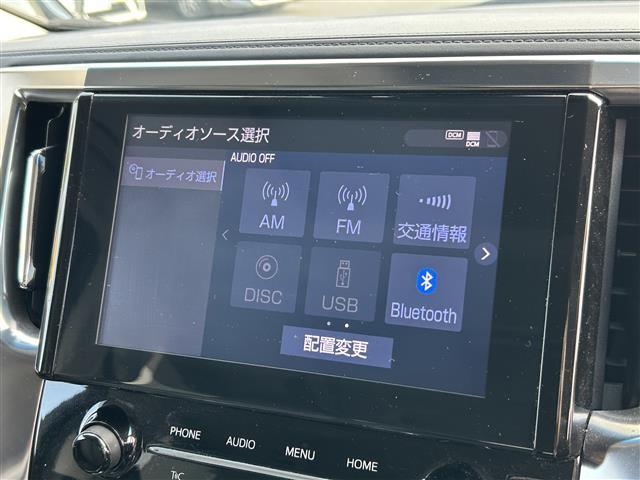 オーディオソース選択
DCM
DCM
AUDIO OFF
オーディオ選択
AM
FM
交通情報
DISC
USB
Bluetooth
配置変更
PHONE
AUDIO
MENU
HOME
T&C